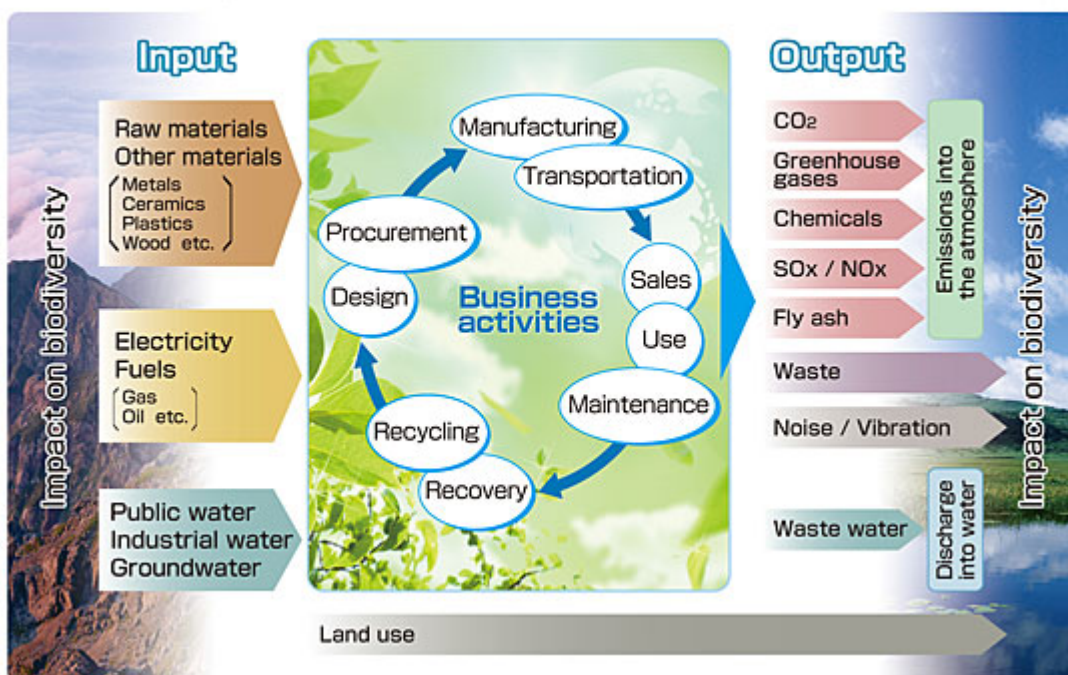 Input
Output
Impact on biodiversity
Raw materials
Other materials
Metals
Ceramics
Plastics
Wood etc.
Electricity
Fuels
Gas
Oil etc.
Public water
Industrial water
Groundwater
Manufacturing
Transportation
Procurement
Design
Business
activities
Sales
Use
Maintenance
Recycling
Recovery
CO₂
Greenhouse
gases
Chemicals
SOx / NOx
Fly ash
Emissions into
the atmosphere
Waste
Noise / Vibration
Waste water
Discharge
into water
Impact on biodiversity
Land use